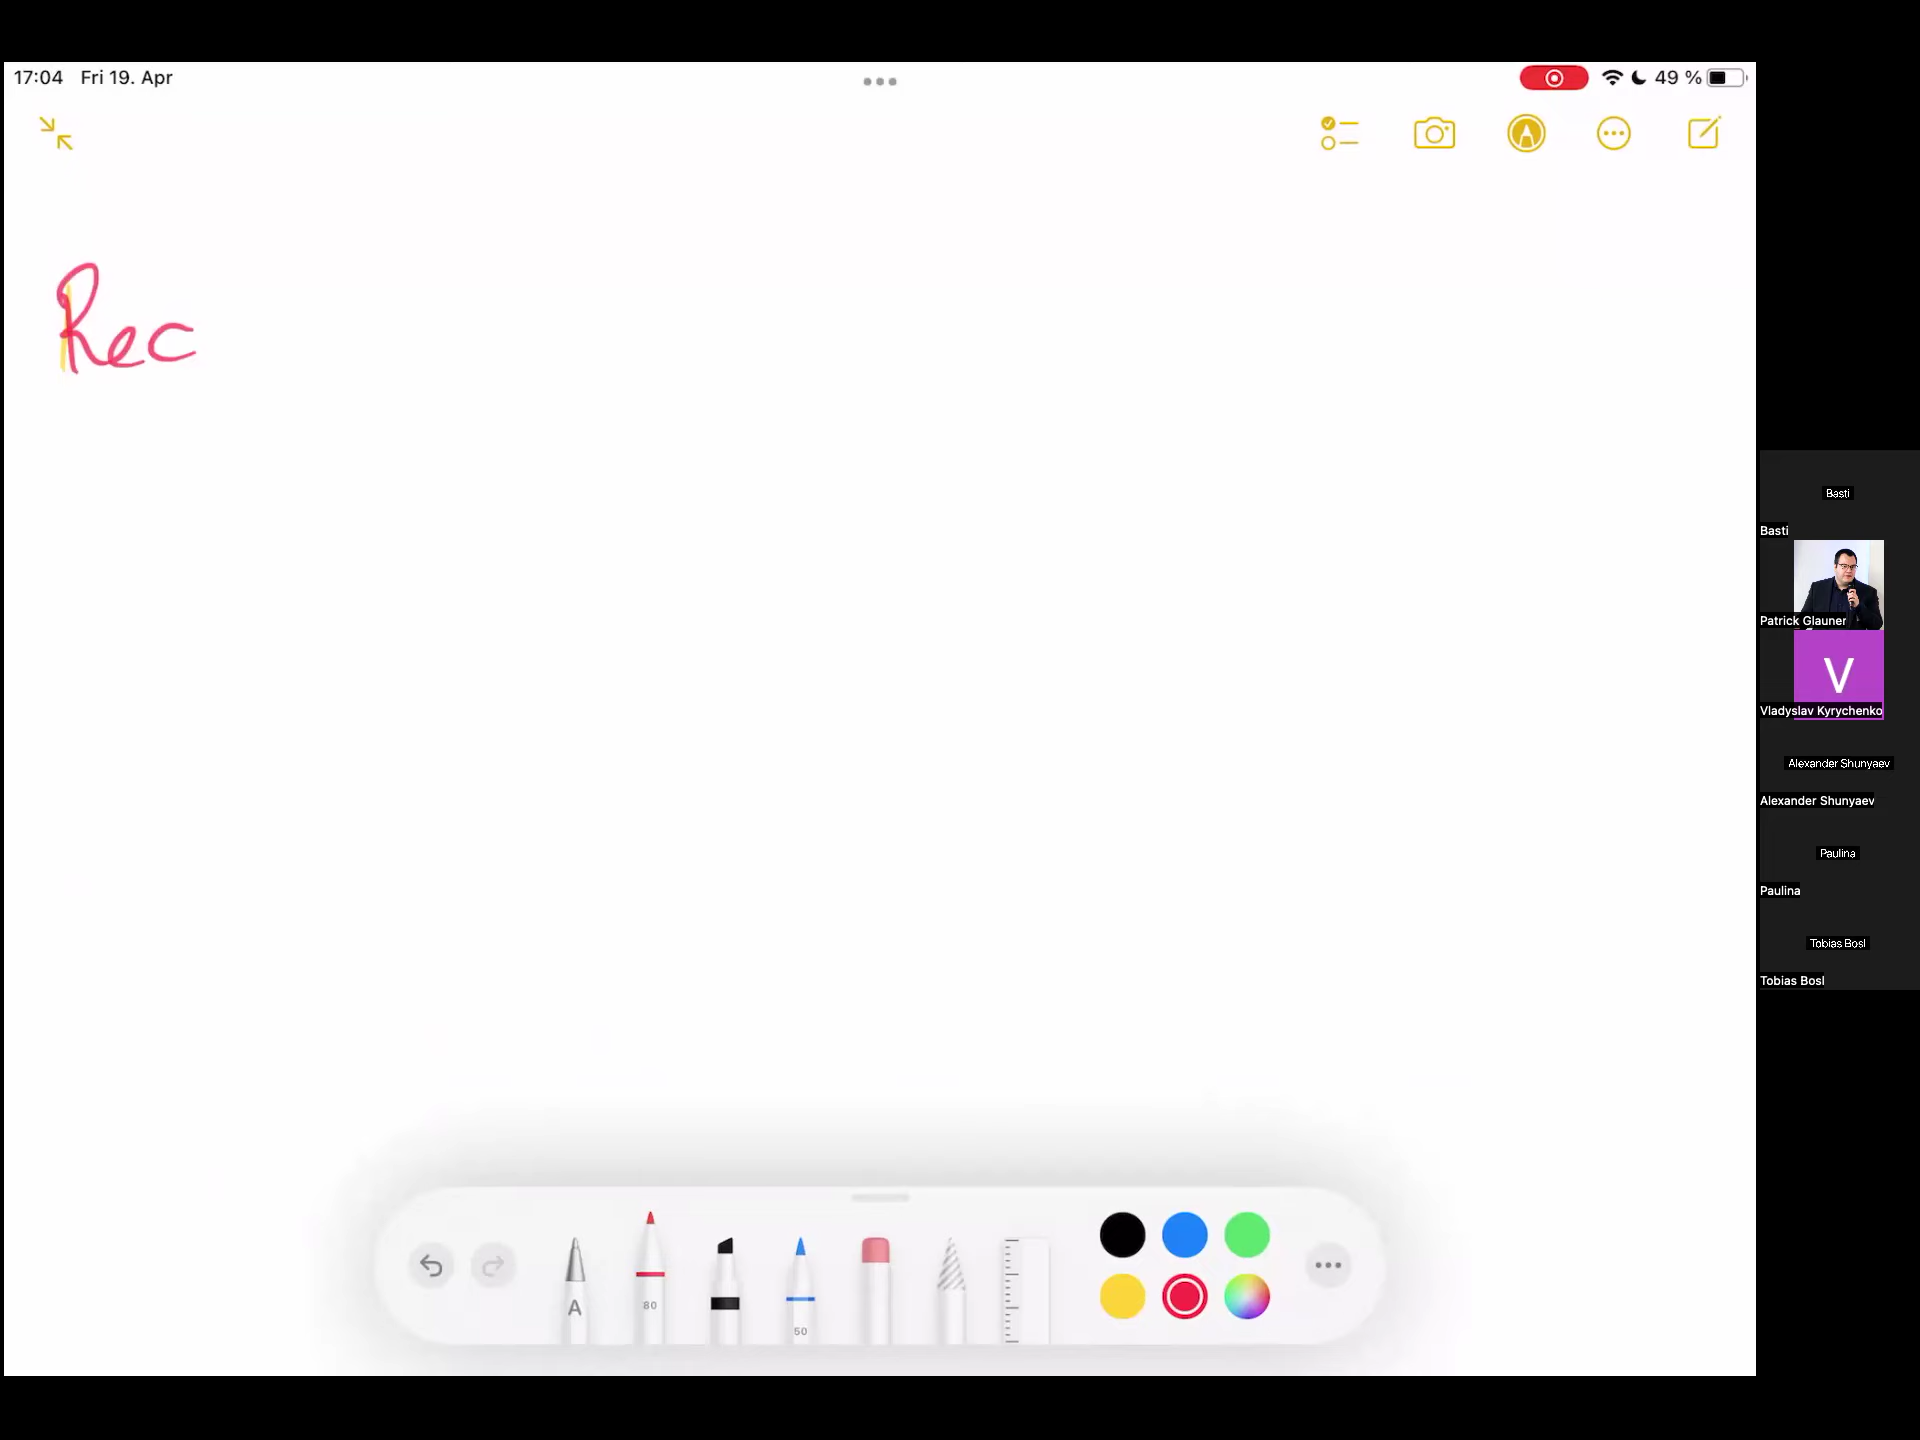 17:04 Fri 19. Apr
49 %
Rec
Basti
Basti
Patrick Glauner
V
Vladyslav Kyrychenko
Alexander Shunyaev
Alexander Shunyaev
Paulina
Paulina
Tobias Bosl
Tobias Bosl
A
80
50